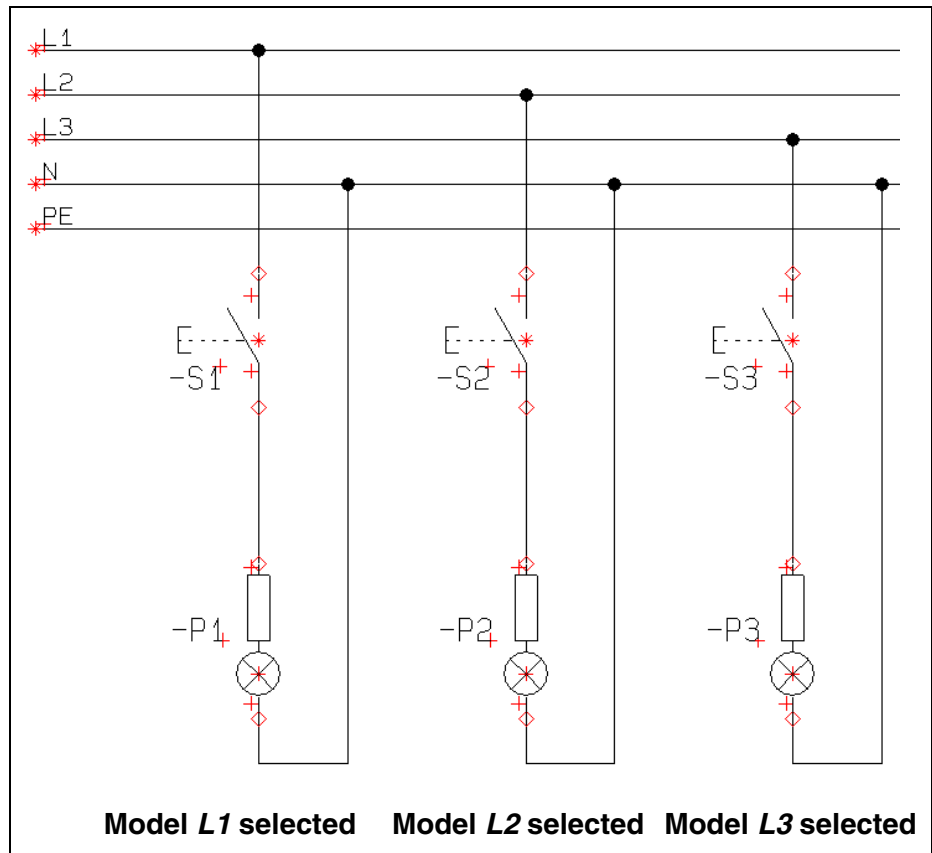 L1
L2
L3
N
PE
-S1 -S2 -S3
-P1 -P2 -P3
Model L1 selected Model L2 selected Model L3 selected